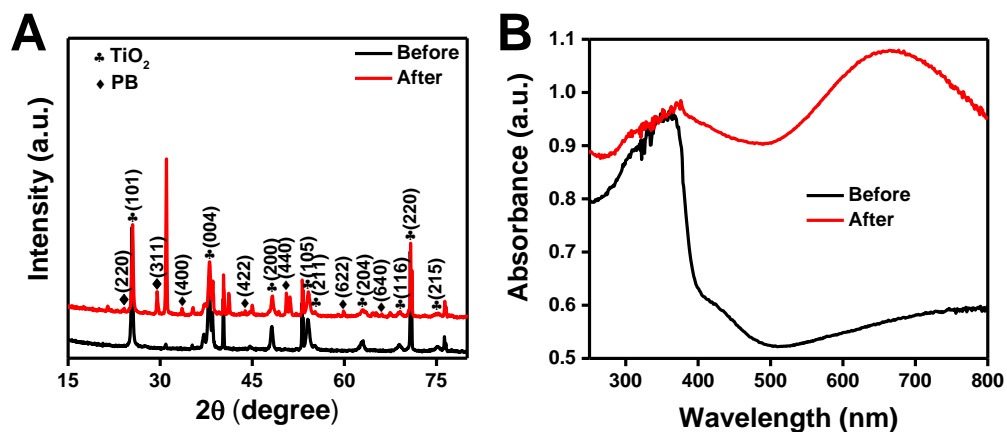 A
Intensity (a.u.)
♣ TiO₂
♦ PB
Before
After
♦(220)
♣(101)
♦(311)
♦(400)
♣(004)
♦(422)
♣(200)
♦(440)
♣(105)
♣(211)
♦(622)
♣(204)
♦(640)
♣(116)
♣(220)
♣(215)
15 30 45 60 75
2θ (degree)
B
Absorbance (a.u.)
1.1
1.0
0.9
0.8
0.7
0.6
0.5
Before
After
300 400 500 600 700 800
Wavelength (nm)